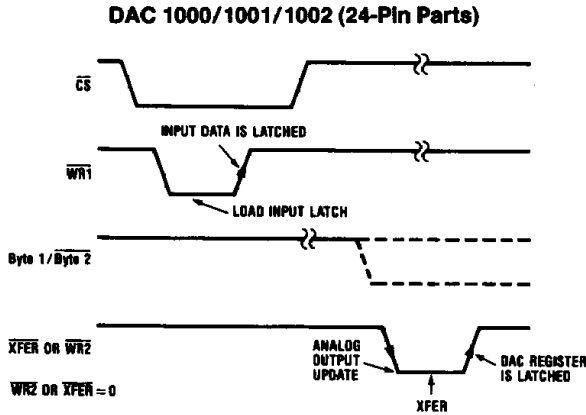 DAC 1000/1001/1002 (24-Pin Parts)
CS
INPUT DATA IS LATCHED
WR1
LOAD INPUT LATCH
Byte 1/Byte 2
XFER OR WR2
ANALOG
OUTPUT
UPDATE
DAC REGISTER
IS LATCHED
WR2 OR XFER = 0
XFER